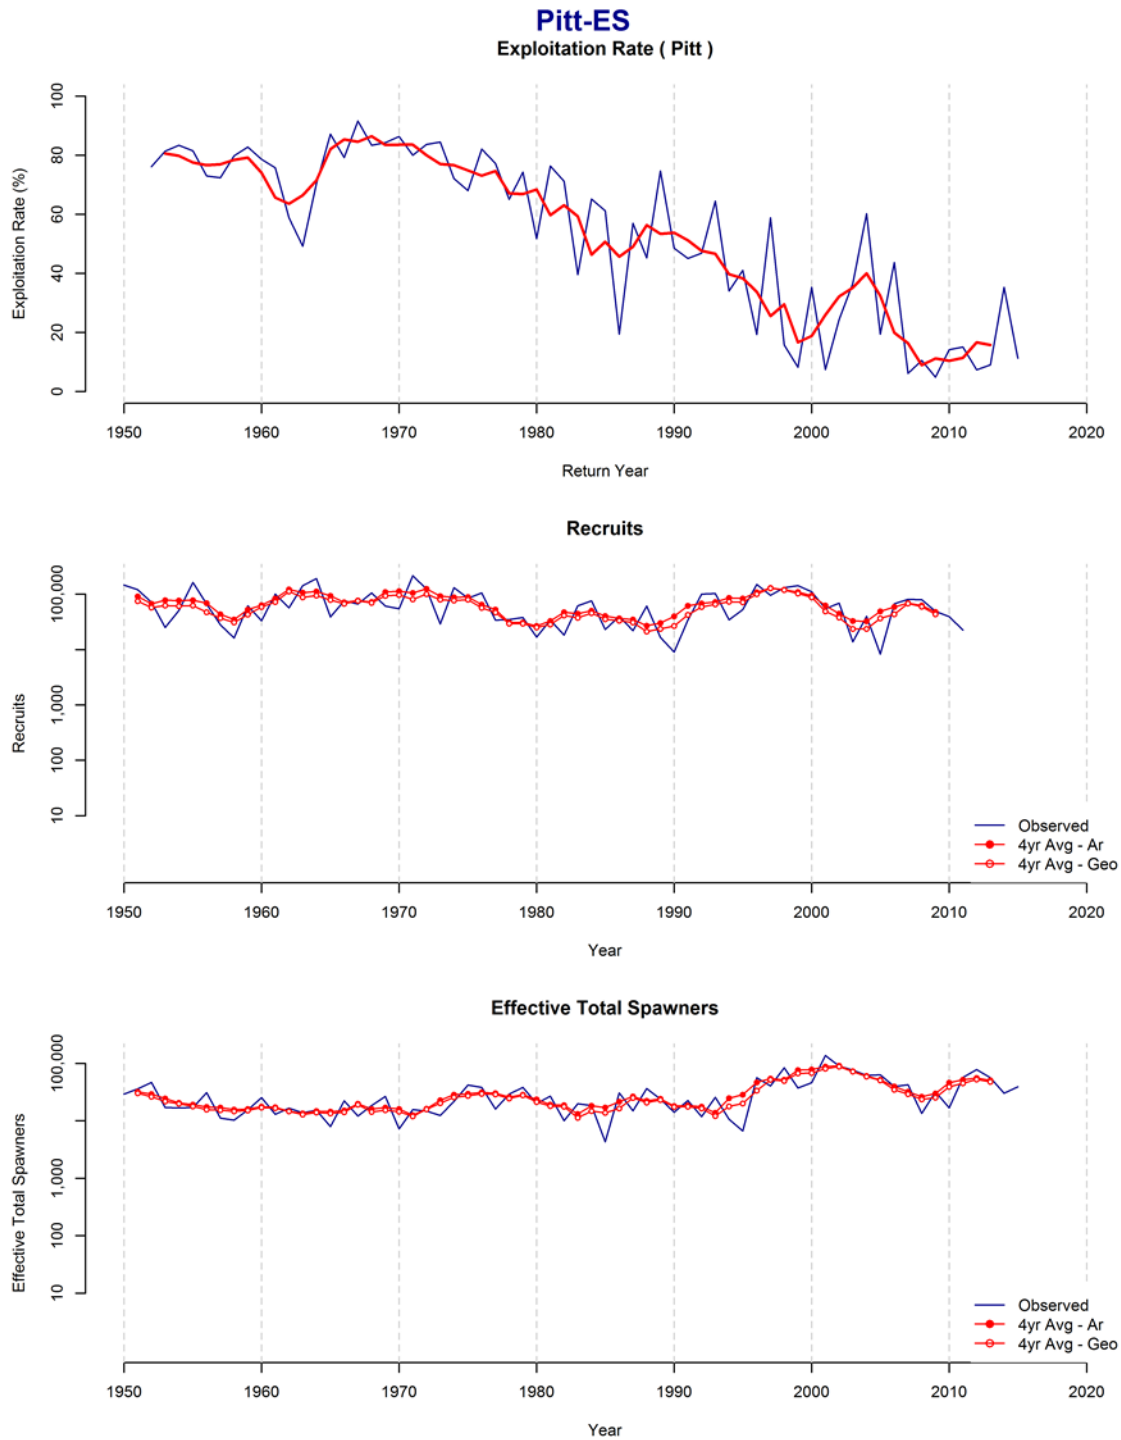 Pitt-ES
Exploitation Rate ( Pitt )
Exploitation Rate (%)
100
80
60
40
20
0
1950 1960 1970 1980 1990 2000 2010 2020
Return Year
Recruits
Recruits
100,000
1,000
100
10
Observed
4yr Avg - Ar
4yr Avg - Geo
1950 1960 1970 1980 1990 2000 2010 2020
Year
Effective Total Spawners
Effective Total Spawners
100,000
1,000
100
10
Observed
4yr Avg - Ar
4yr Avg - Geo
1950 1960 1970 1980 1990 2000 2010 2020
Year